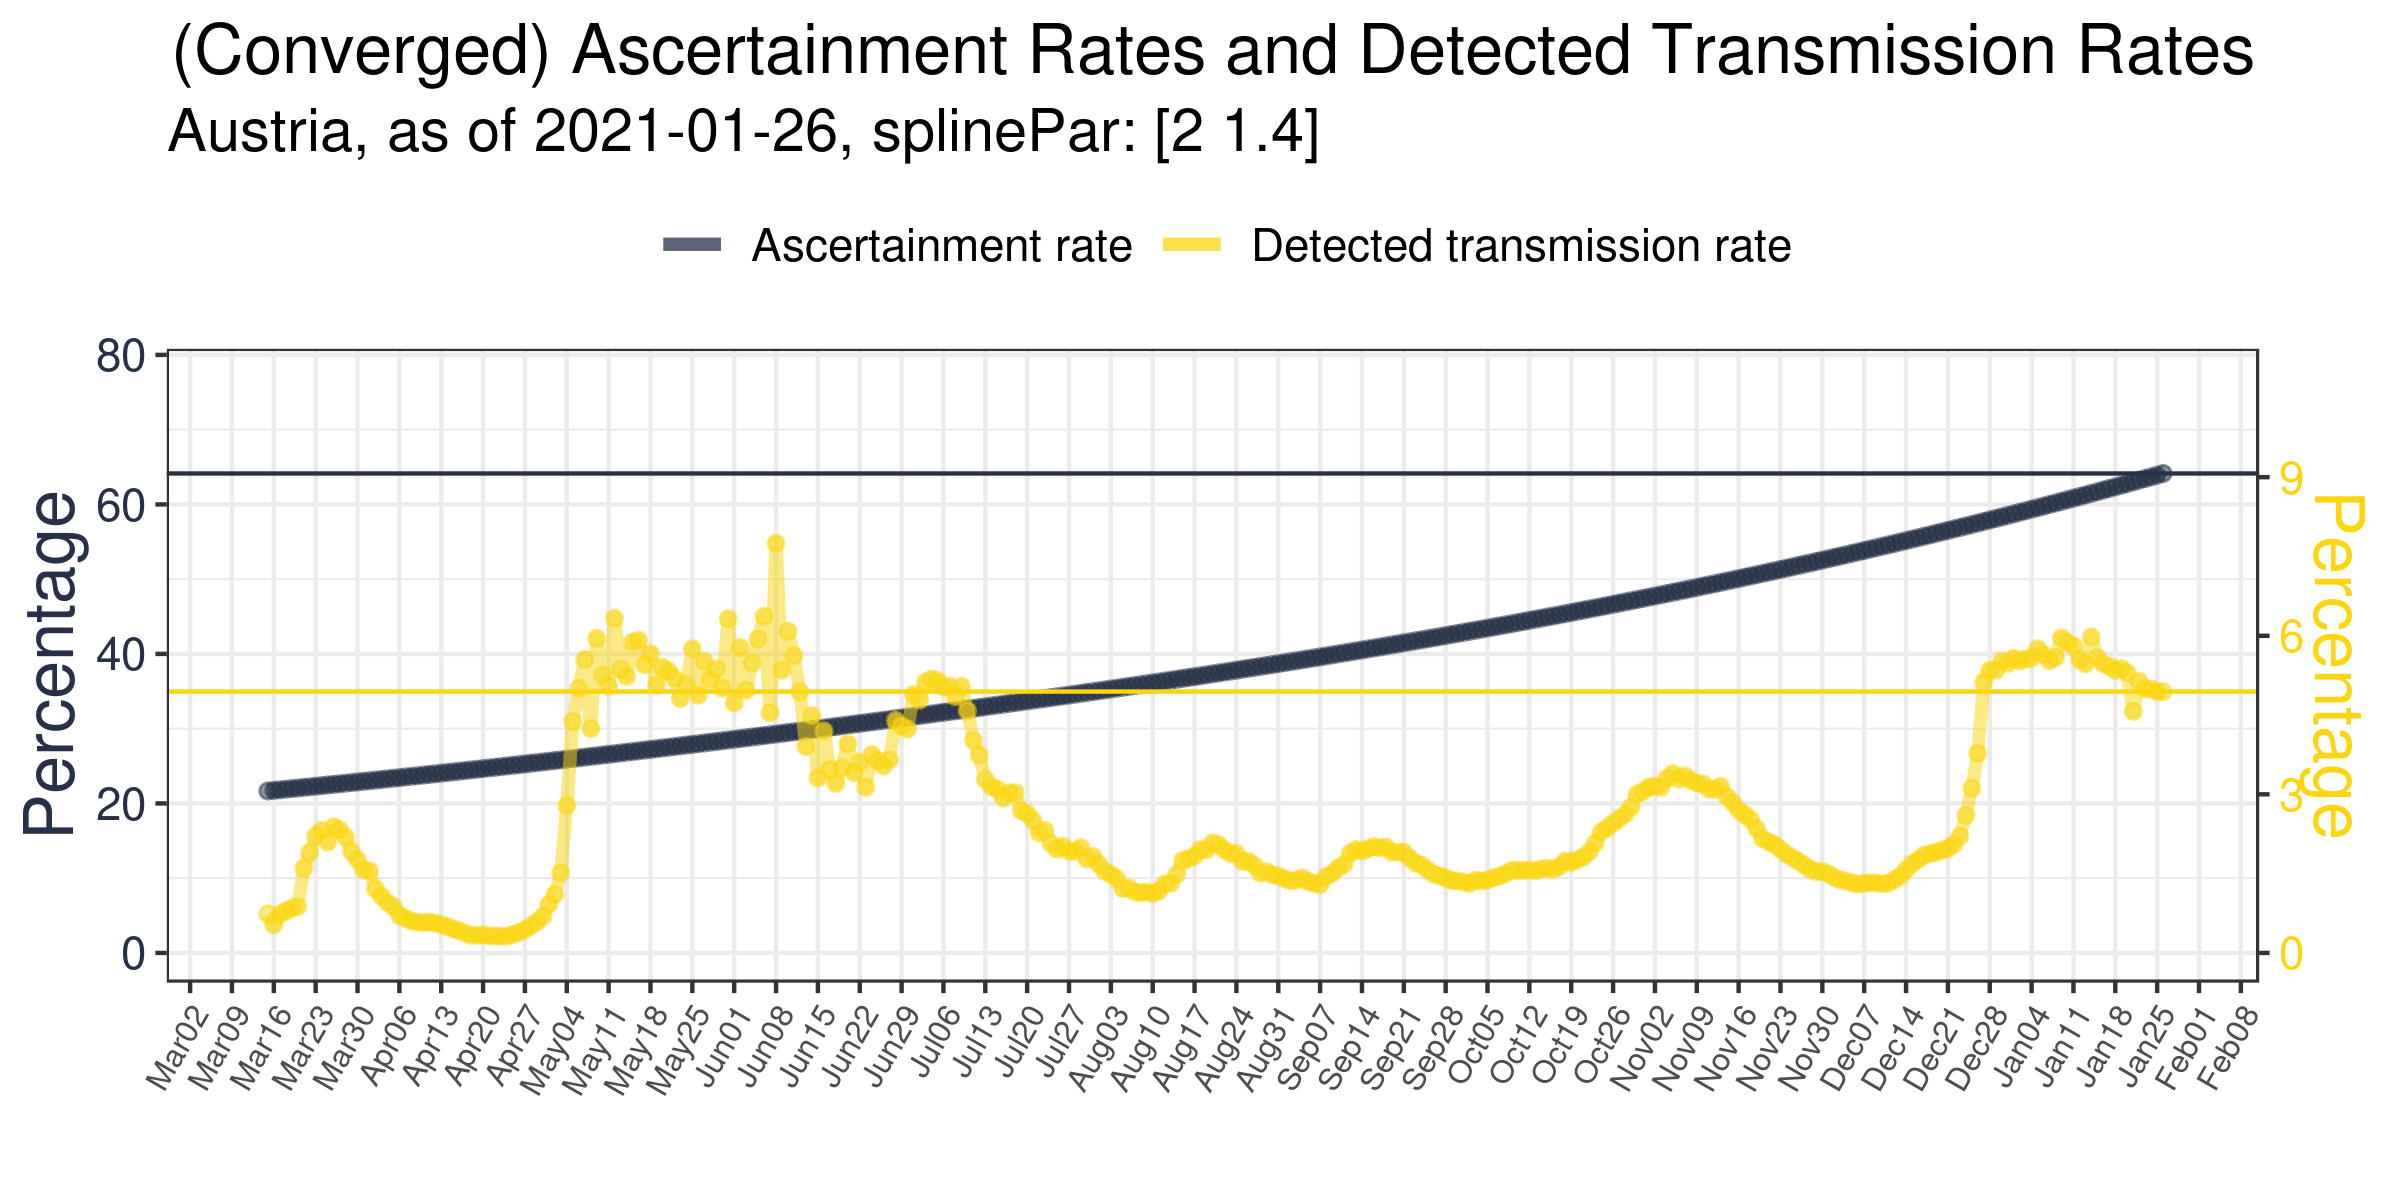 (Converged) Ascertainment Rates and Detected Transmission Rates
Austria, as of 2021-01-26, splinePar: [2 1.4]
Ascertainment rate
Detected transmission rate
Percentage
80
60
40
20
0
Percentage
9
6
3
0
Mar02
Mar09
Mar16
Mar23
Mar30
Apr06
Apr13
Apr20
Apr27
May04
May11
May18
May25
Jun01
Jun08
Jun15
Jun22
Jun29
Jul06
Jul13
Jul20
Jul27
Aug03
Aug10
Aug17
Aug24
Aug31
Sep07
Sep14
Sep21
Sep28
Oct05
Oct12
Oct19
Oct26
Nov02
Nov09
Nov16
Nov23
Nov30
Dec07
Dec14
Dec21
Dec28
Jan04
Jan11
Jan18
Jan25
Feb01
Feb08